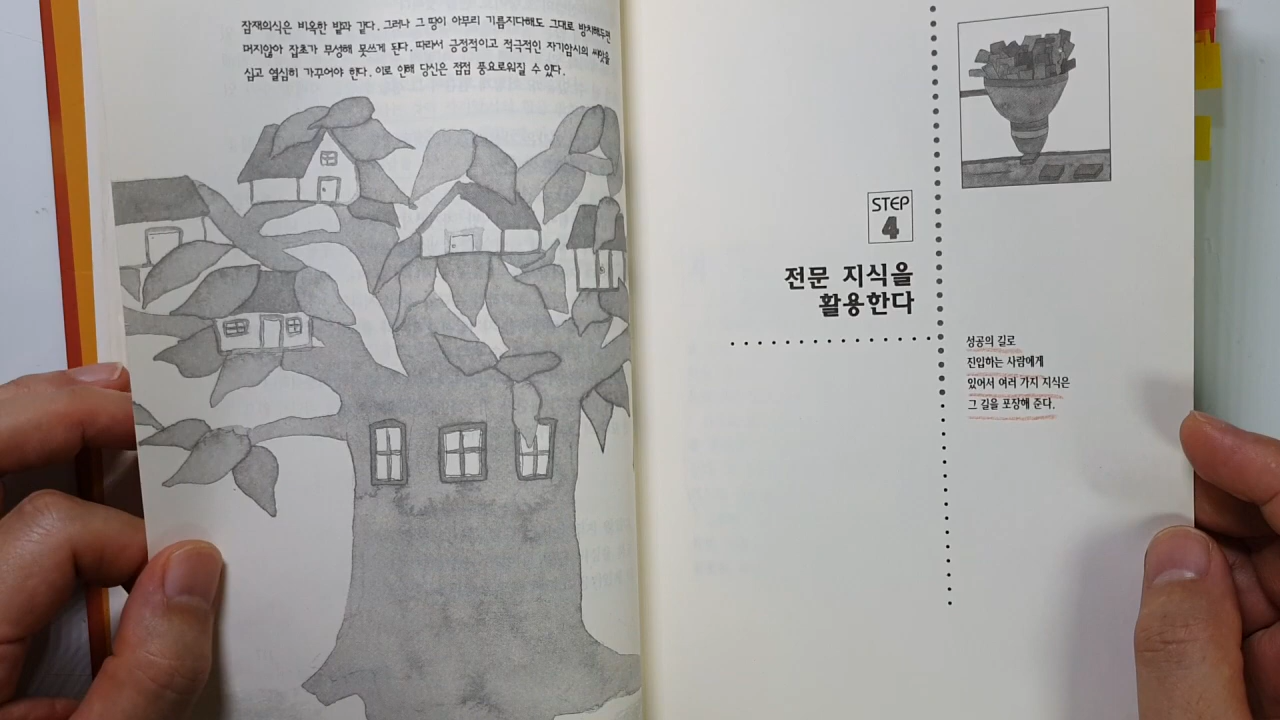 잠재의식은 비옥한 밭과 같다. 그러나 그 땅이 아무리 기름지다해도 그대로 방치해두면
머지않아 잡초가 무성해 못쓰게 된다. 따라서 긍정적이고 적극적인 자기암시의 씨앗을
심고 열심히 가꾸어야 한다. 이로 인해 당신은 점점 풍요로워질 수 있다.
STEP
4
전문 지식을
활용한다
성공의 길로
진입하는 사람에게
있어서 여러 가지 지식은
그 길을 포장해 준다.